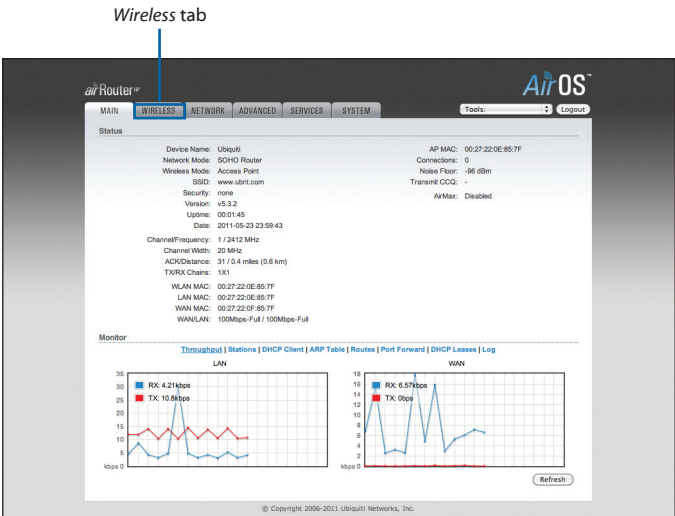 Wireless tab
airRouter HP
AirOS™
MAIN WIRELESS NETWORK ADVANCED SERVICES SYSTEM Tools: Logout
Status
Device Name: Ubiquiti
Network Mode: SOHO Router
Wireless Mode: Access Point
SSID: www.ubnt.com
Security: none
Version: v5.3.2
Uptime: 00:01:45
Date: 2011-05-23 23:59:43
Channel/Frequency: 1 / 2412 MHz
Channel Width: 20 MHz
ACK/Distance: 31 / 0.4 miles (0.6 km)
TX/RX Chains: 1X1
WLAN MAC: 00:27:22:0E:85:7F
LAN MAC: 00:27:22:0E:85:7F
WAN MAC: 00:27:22:0F:85:7F
WAN/LAN: 100Mbps-Full / 100Mbps-Full
AP MAC: 00:27:22:0E:85:7F
Connections: 0
Noise Floor: -96 dBm
Transmit CCQ: -
AirMax: Disabled
Monitor
Throughput | Stations | DHCP Client | ARP Table | Routes | Port Forward | DHCP Leases | Log
LAN
35
30
25
20
15
10
5
kbps 0
RX: 4.21kbps
TX: 10.8kbps
WAN
18
16
14
12
10
8
6
4
2
kbps 0
RX: 6.57kbps
TX: 0bps
Refresh
© Copyright 2006-2011 Ubiquiti Networks, Inc.